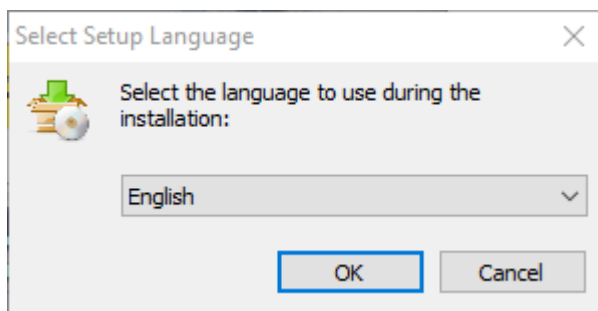 Select Setup Language
Select the language to use during the
installation:
English
OK
Cancel